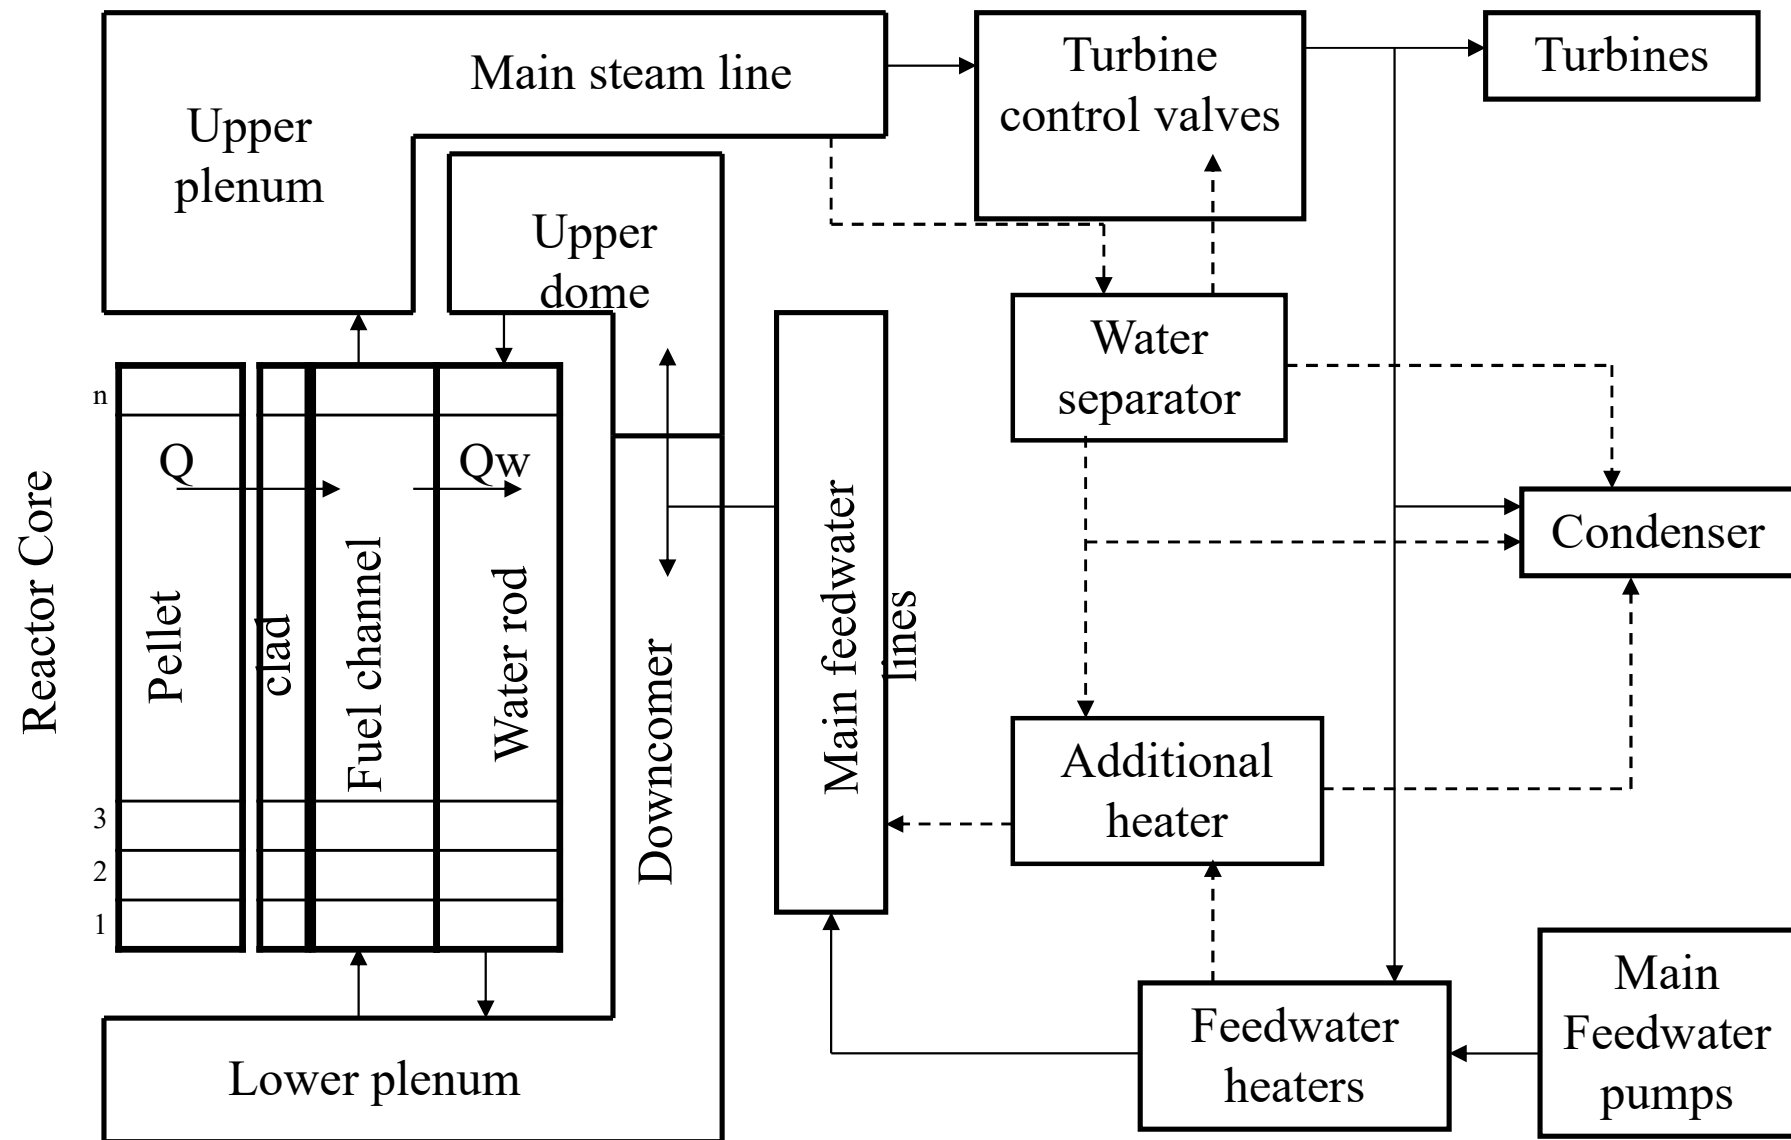 Main steam line
Turbine
control valves
Turbines
Upper
plenum
Upper
dome
Water
separator
n
Q
Qw
Reactor Core
Pellet
clad
Fuel channel
Water rod
Downcomer
Main feedwater
lines
Condenser
Additional
heater
3
2
1
Lower plenum
Feedwater
heaters
Main
Feedwater
pumps